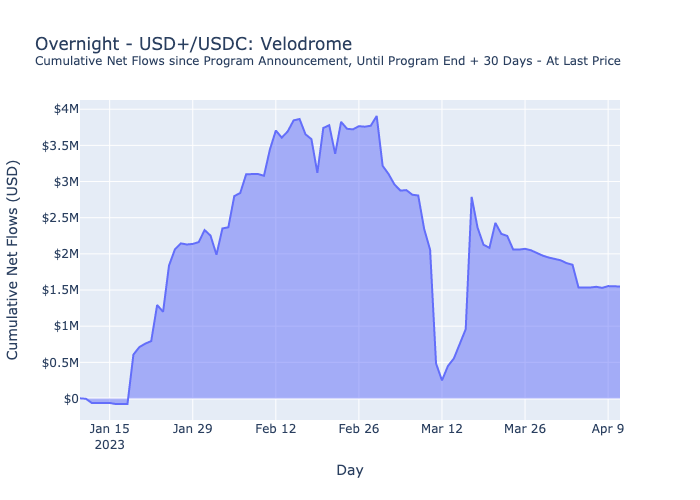 Overnight - USD+/USDC: Velodrome
Cumulative Net Flows since Program Announcement, Until Program End + 30 Days - At Last Price
Cumulative Net Flows (USD)
$4M
$3.5M
$3M
$2.5M
$2M
$1.5M
$1M
$0.5M
$0
Jan 15
2023
Jan 29
Feb 12
Feb 26
Mar 12
Mar 26
Apr 9
Day